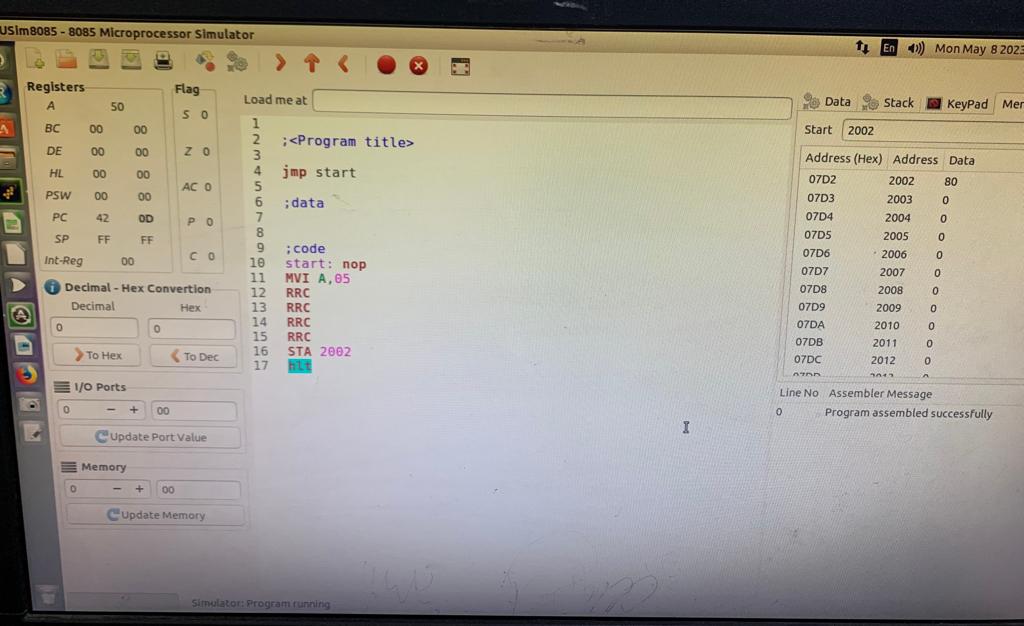 USim8085 - 8085 Microprocessor Simulator
En Mon May 8 2023
Registers
A 50
BC 00 00
DE 00 00
HL 00 00
PSW 00 00
PC 42 0D
SP FF FF
Int-Reg 00
Flag
S 0
Z 0
AC 0
P 0
C 0
Decimal - Hex Convertion
Decimal Hex
0 0
To Hex To Dec
I/O Ports
0 - + 00
Update Port Value
Memory
0 - + 00
Update Memory
Load me at
1
2 ;<Program title>
3
4 jmp start
5
6 ;data
7
8
9 ;code
10 start: nop
11 MVI A,05
12 RRC
13 RRC
14 RRC
15 RRC
16 STA 2002
17 hlt
Simulator: Program running
Data Stack KeyPad
Start 2002
Address (Hex) Address Data
07D2 2002 80
07D3 2003 0
07D4 2004 0
07D5 2005 0
07D6 2006 0
07D7 2007 0
07D8 2008 0
07D9 2009 0
07DA 2010 0
07DB 2011 0
07DC 2012 0
Line No Assembler Message
0 Program assembled successfully